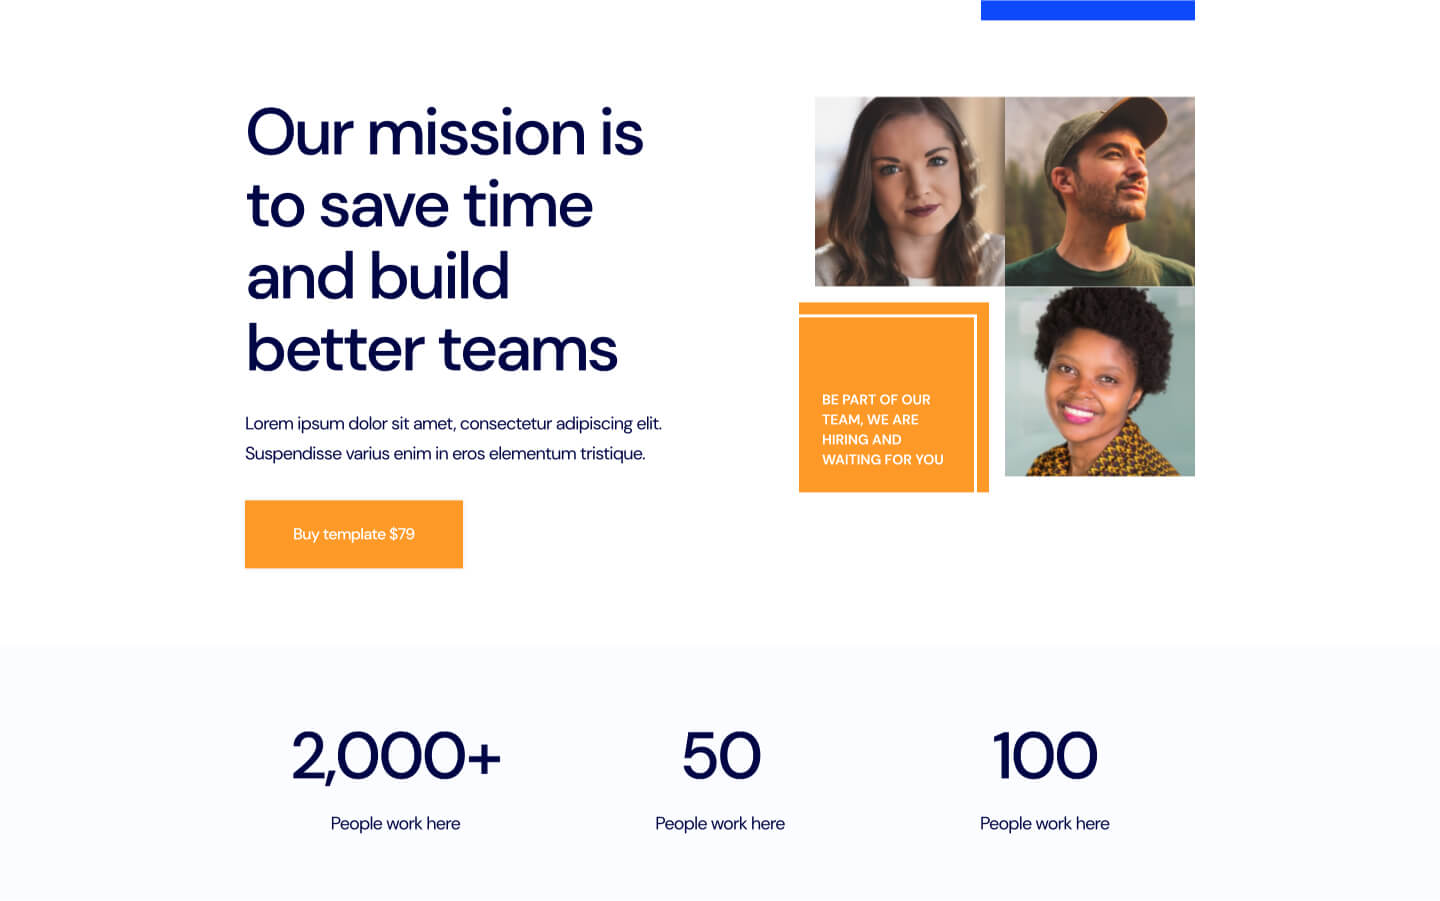 Our mission is
to save time
and build
better teams
Lorem ipsum dolor sit amet, consectetur adipiscing elit.
Suspendisse varius enim in eros elementum tristique.
Buy template $79
BE PART OF OUR
TEAM, WE ARE
HIRING AND
WAITING FOR YOU
2,000+
People work here
50
People work here
100
People work here